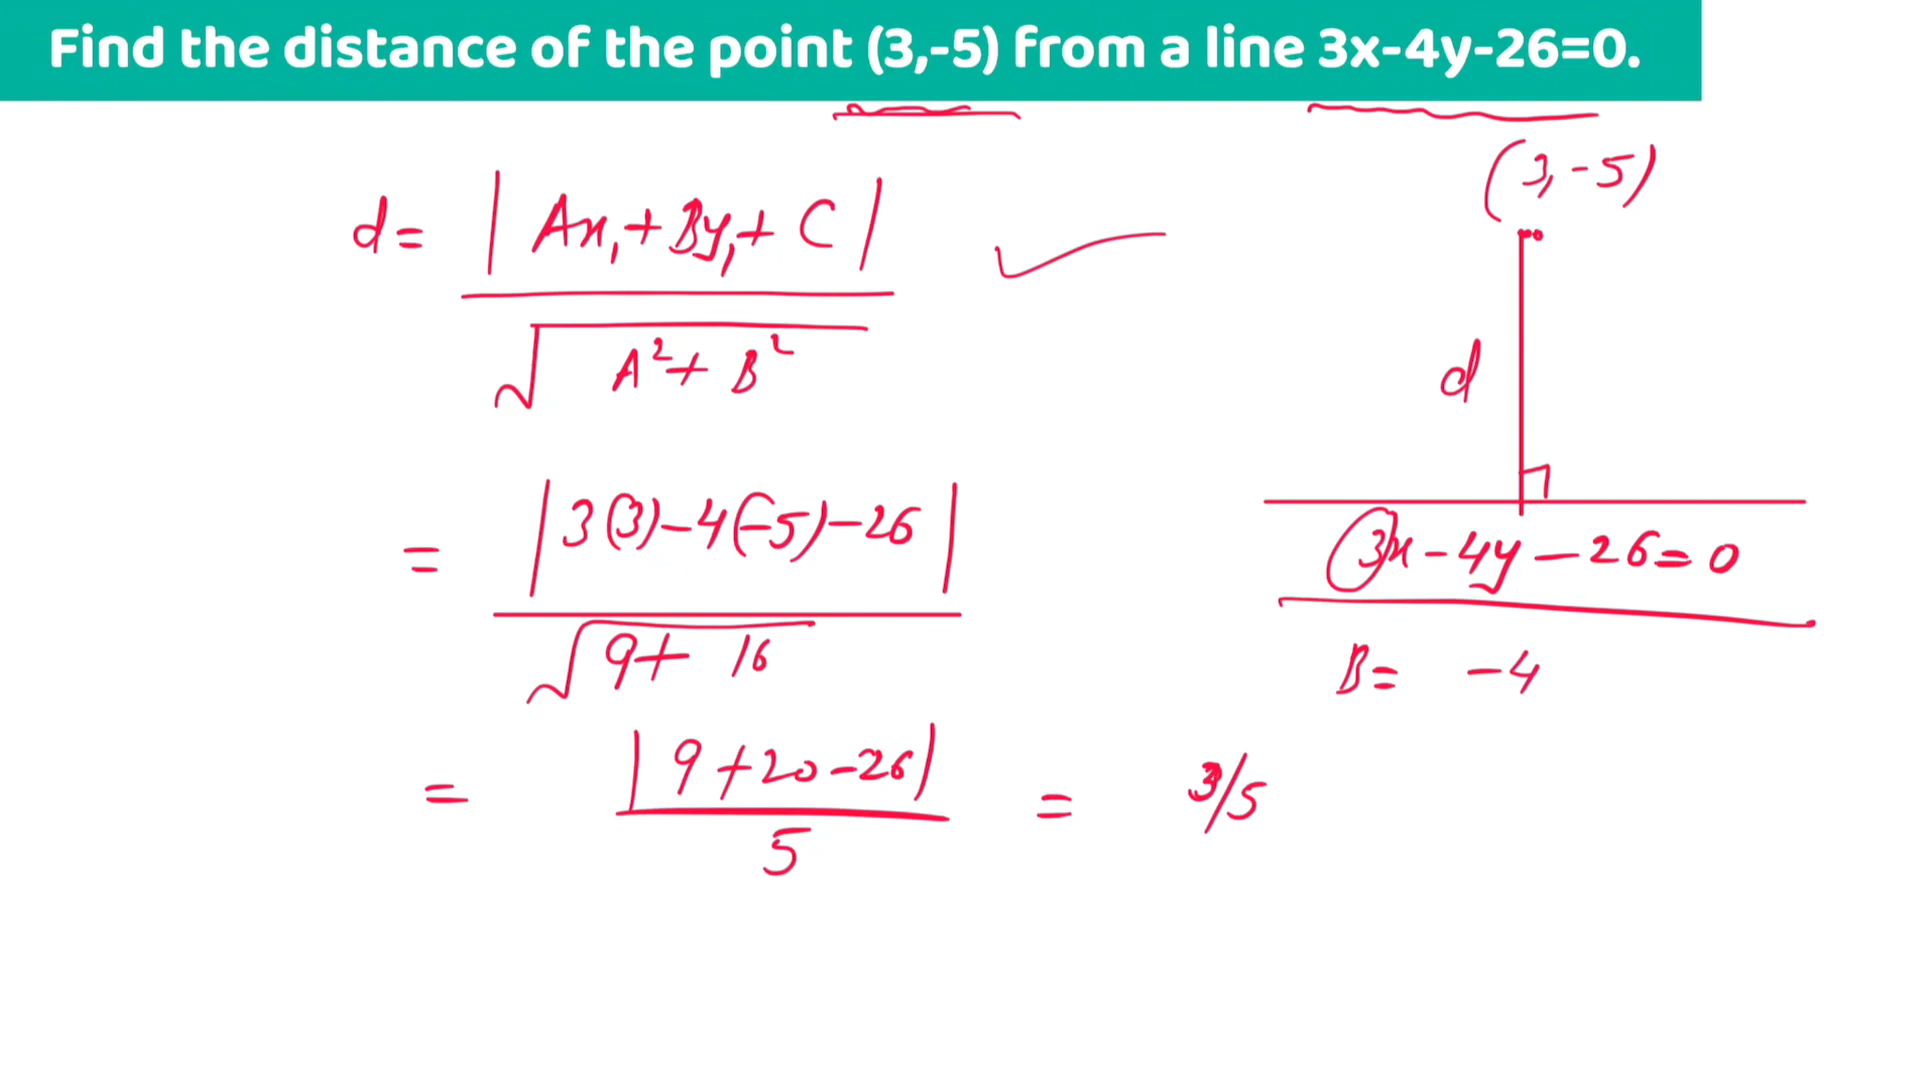 Find the distance of the point (3,-5) from a line 3x-4y-26=0.
(3,-5)
d= |Ax₁+By₁+C|
√A²+B²
d
= |3(3)-4(-5)-26|
√9+16
3x-4y-26=0
B= -4
= |9+20-26| = 3/5
5